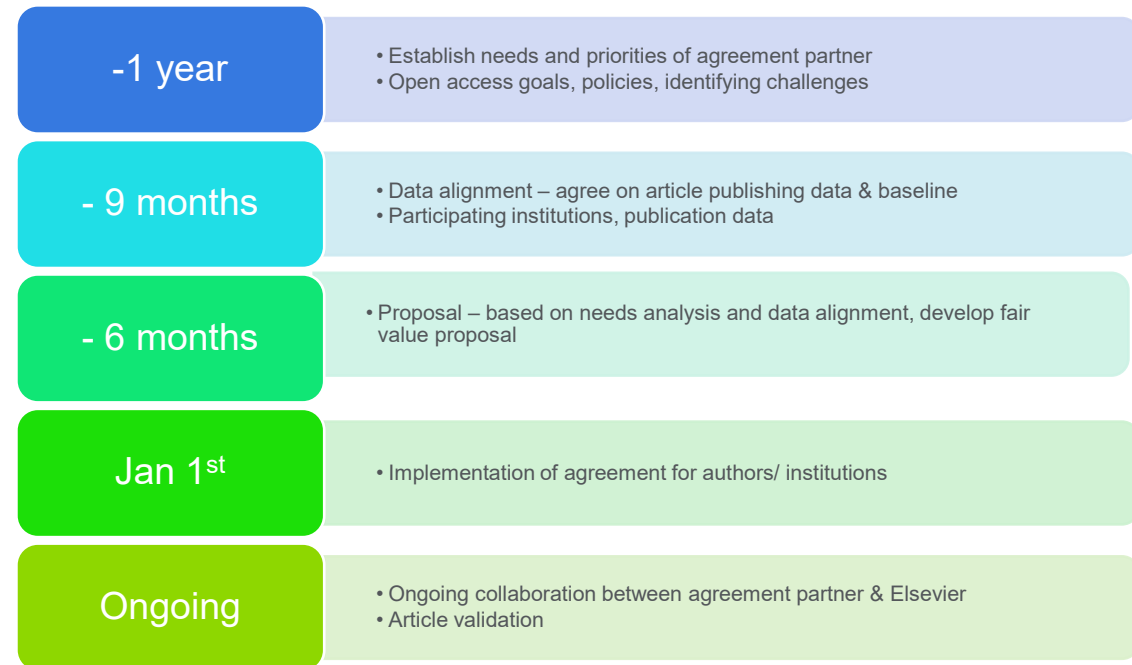 -1 year
• Establish needs and priorities of agreement partner
• Open access goals, policies, identifying challenges
- 9 months
• Data alignment – agree on article publishing data & baseline
• Participating institutions, publication data
- 6 months
• Proposal – based on needs analysis and data alignment, develop fair
value proposal
Jan 1st
• Implementation of agreement for authors/ institutions
Ongoing
• Ongoing collaboration between agreement partner & Elsevier
• Article validation